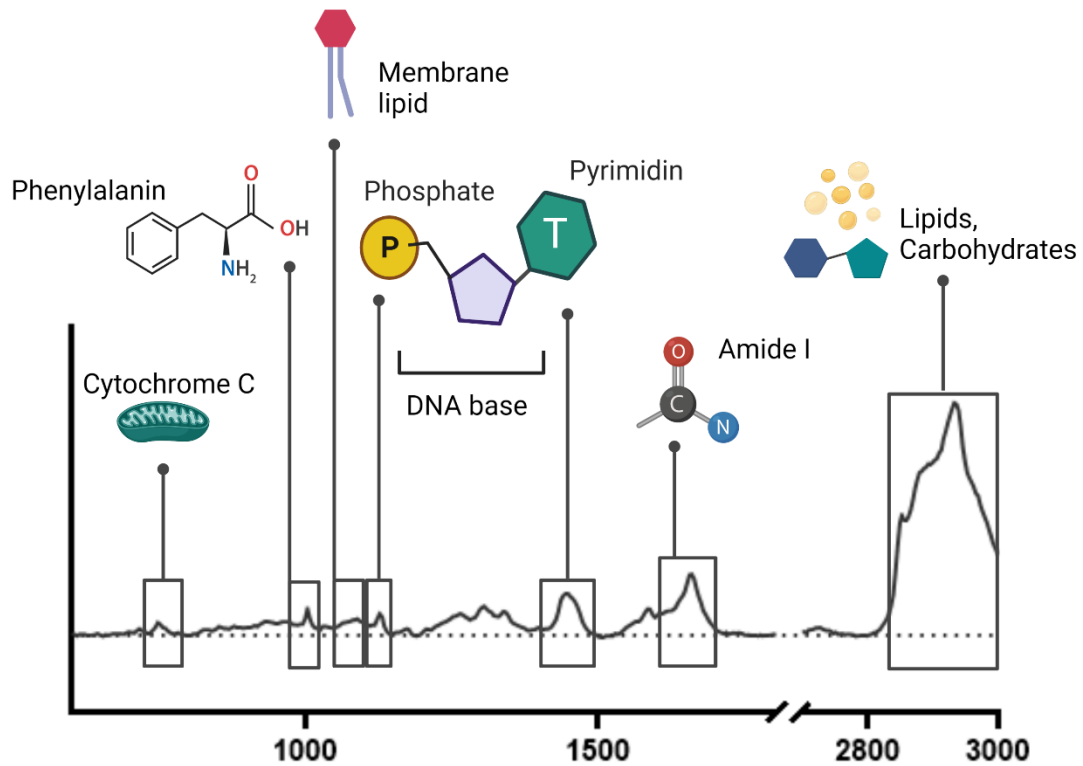 Membrane
lipid
Phenylalanin
O
OH
NH₂
Phosphate
Pyrimidin
P
T
Lipids,
Carbohydrates
Cytochrome C
DNA base
O
C
N
Amide I
1000
1500
2800
3000